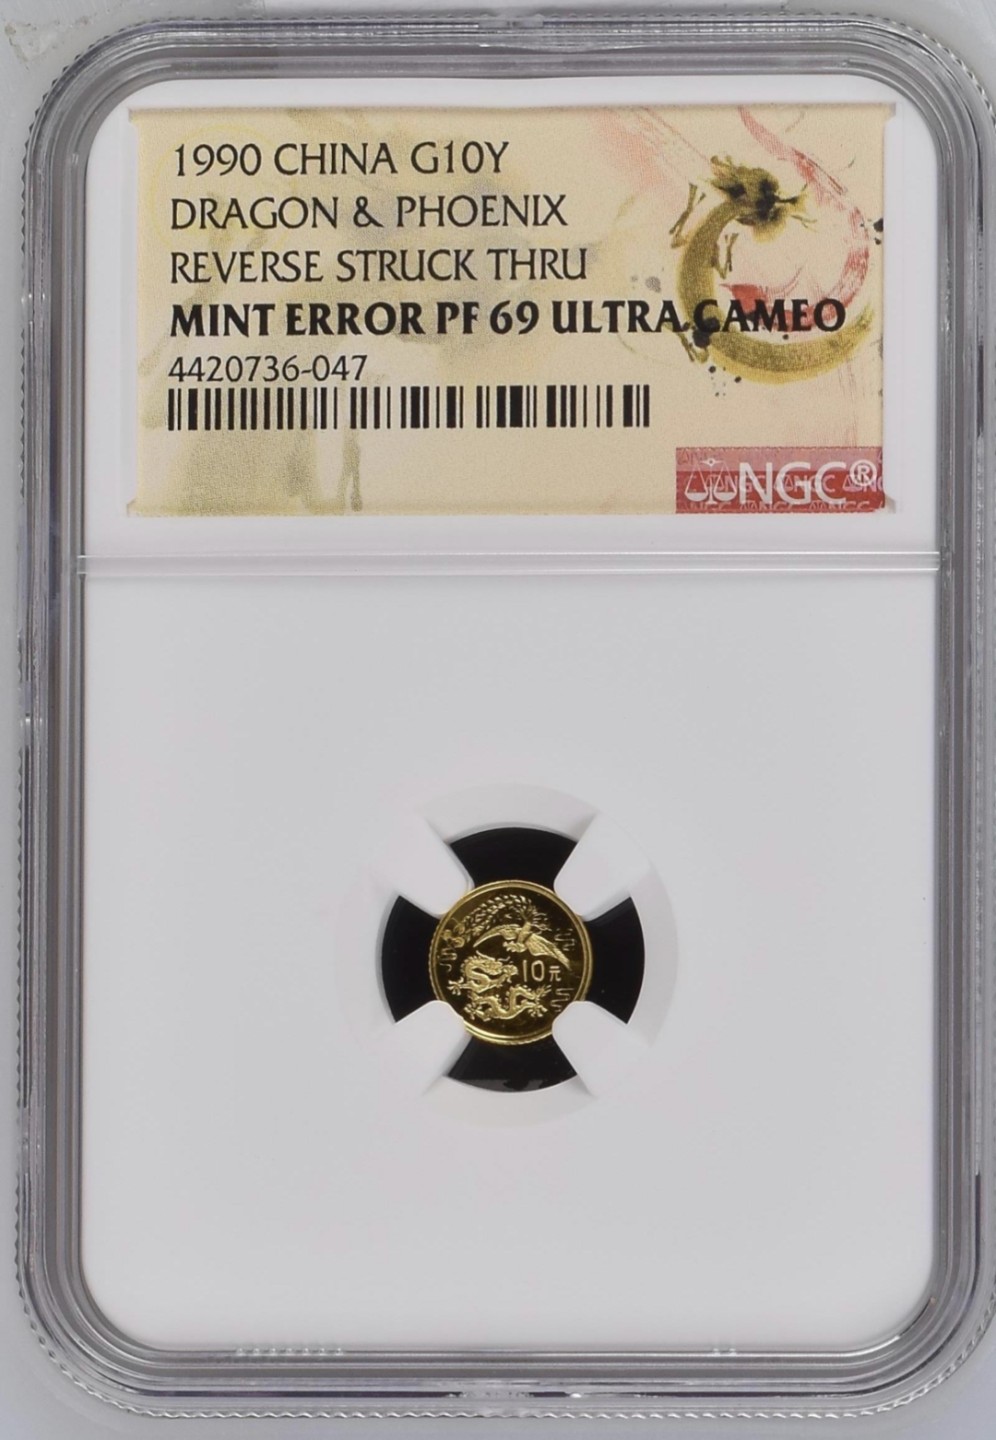 1990 CHINA G10Y
DRAGON & PHOENIX
REVERSE STRUCK THRU
MINT ERROR PF 69 ULTRA CAMEO
4420736-047
NGC®
10元